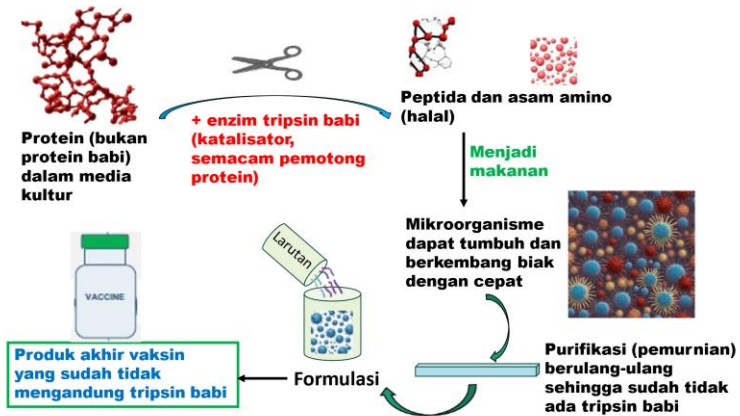 Protein (bukan
protein babi)
dalam media
kultur
+ enzim tripsin babi
(katalisator,
semacam pemotong
protein)
Peptida dan asam amino
(halal)
Menjadi
makanan
Mikroorganisme
dapat tumbuh dan
berkembang biak
dengan cepat
Purifikasi (pemurnian)
berulang-ulang
sehingga sudah tidak
ada tripsin babi
Larutan
Formulasi
VACCINE
Produk akhir vaksin
yang sudah tidak
mengandung tripsin babi